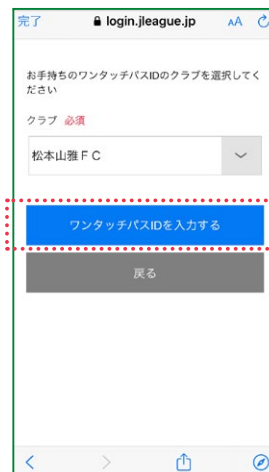 完了 login.jleague.jp AA
お手持ちのワンタッチパスIDのクラブを選択してく
ださい
クラブ 必須
松本山雅ＦＣ
ワンタッチパスIDを入力する
戻る